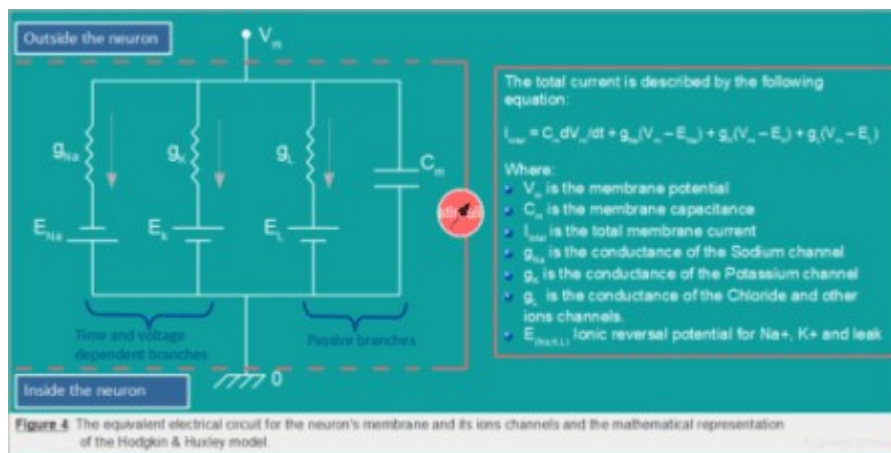 Outside the neuron
Vm
gNa
gK
gL
Cm
ENa
EK
EL
Time and voltage
dependent branches
Passive branches
0
Inside the neuron
The total current is described by the following
equation:
Itotal = CmdVm/dt + gNa(Vm – ENa) + gK(Vm – EK) + gL(Vm – EL)
Where:
Vm is the membrane potential
Cm is the membrane capacitance
Itotal is the total membrane current
gNa is the conductance of the Sodium channel
gK is the conductance of the Potassium channel
gL is the conductance of the Chloride and other
ions channels.
E(Na,K,L) Ionic reversal potential for Na+, K+ and leak
Figure 4: The equivalent electrical circuit for the neuron's membrane and its ions channels and the mathematical representation
of the Hodgkin & Huxley model.